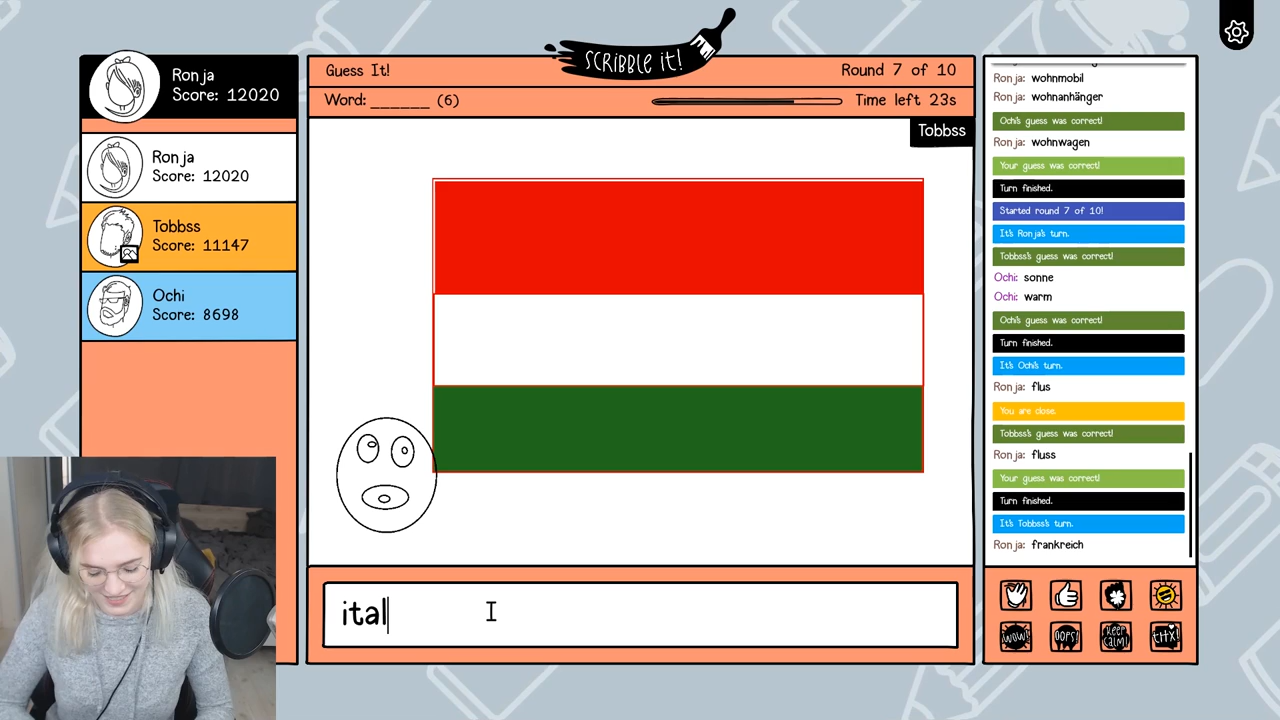 SCRIBBLE IT!
Ronja
Score: 12020
Ronja
Score: 12020
Tobbss
Score: 11147
Ochi
Score: 8698
Guess It!
Round 7 of 10
Word: ______ (6)
Time left 23s
Tobbss
ital
Ronja: wohnmobil
Ronja: wohnanhänger
Ochi's guess was correct!
Ronja: wohnwagen
Your guess was correct!
Turn finished.
Started round 7 of 10!
It's Ronja's turn.
Tobbss's guess was correct!
Ochi: sonne
Ochi: warm
Ochi's guess was correct!
Turn finished.
It's Ochi's turn.
Ronja: flus
You are close.
Tobbss's guess was correct!
Ronja: fluss
Your guess was correct!
Turn finished.
It's Tobbss's turn.
Ronja: frankreich
WOW!
OOPS!
KEEP CALM!
tHX!